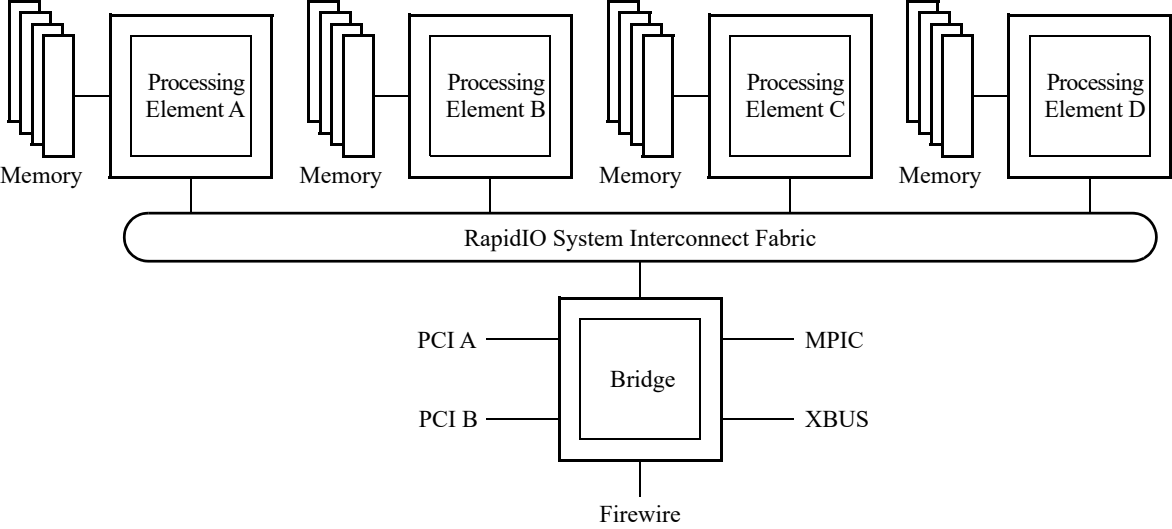 Processing
Element A
Processing
Element B
Processing
Element C
Processing
Element D
Memory
Memory
Memory
Memory
RapidIO System Interconnect Fabric
PCI A
MPIC
Bridge
PCI B
XBUS
Firewire